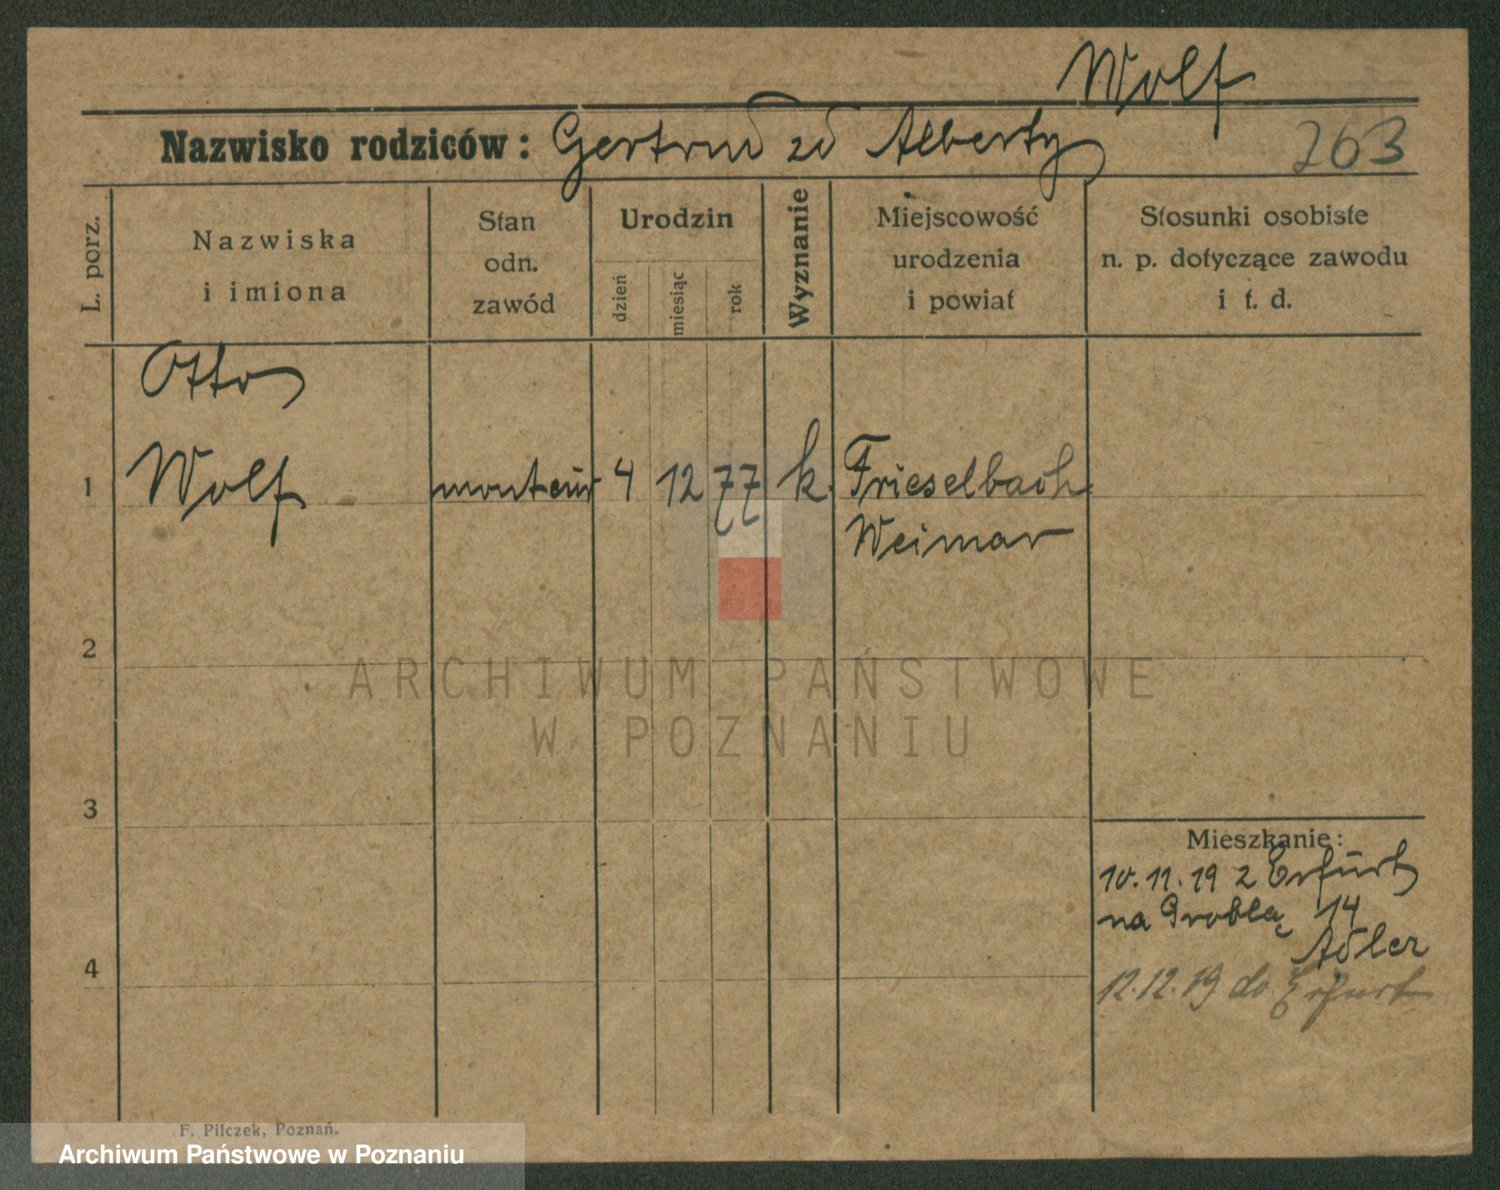 Wolf
Nazwisko rodziców: Gertrud zd Alberty 263
L. porz.
Nazwiska
i imiona
Stan
odn.
zawód
Urodzin
dzień
miesiąc
rok
Wyznanie
Miejscowość
urodzenia
i powiat
Stosunki osobiste
n. p. dotyczące zawodu
i t. d.
Otto
1 Wolf monteur 4 12 77 k. Frieselbach
Weimar
2
3
4
Mieszkanie:
10.11.19 z Erfurt
na Groblą 14
Adler
12.12.19 do Erfurt
F. Pilczek, Poznań.
ARCHIWUM PAŃSTWOWE
W POZNANIU
Archiwum Państwowe w Poznaniu